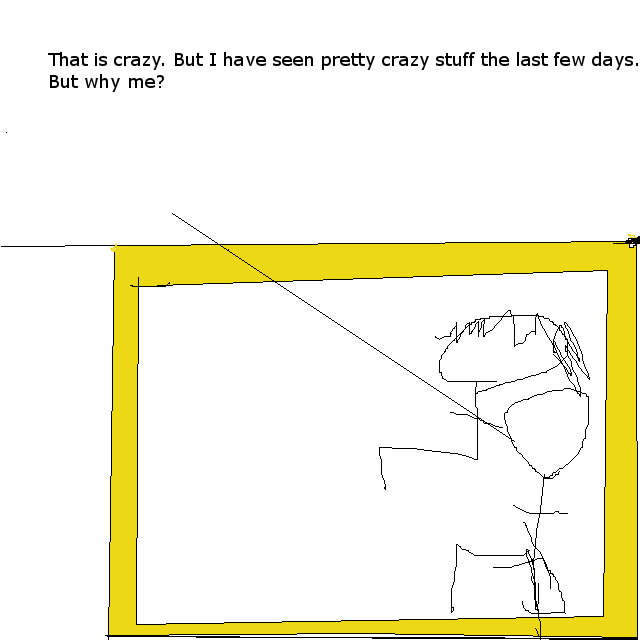 That is crazy. But I have seen pretty crazy stuff the last few days.
But why me?